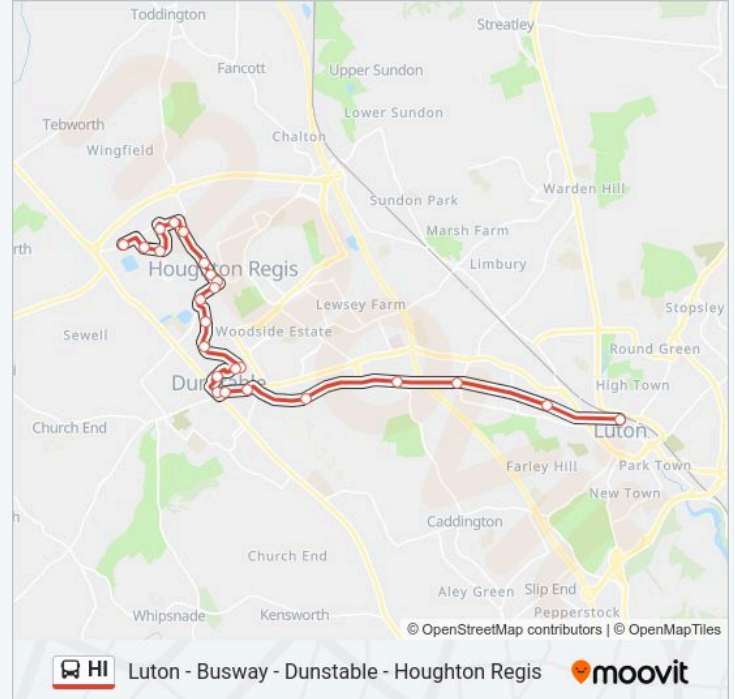 Toddington
Streatley
Fancott
Upper Sundon
Lower Sundon
Tebworth
Chalton
Wingfield
Warden Hill
Sundon Park
rth
Marsh Farm
Limbury
Houghton Regis
Lewsey Farm
Stopsley
Sewell
Woodside Estate
Round Green
Dunstable
High Town
Church End
Luton
Farley Hill
Park Town
New Town
h
Caddington
Church End
Aley Green
Slip End
Pepperstock
Whipsnade
Kensworth
© OpenStreetMap contributors | © OpenMapTiles
HI Luton - Busway - Dunstable - Houghton Regis moovit